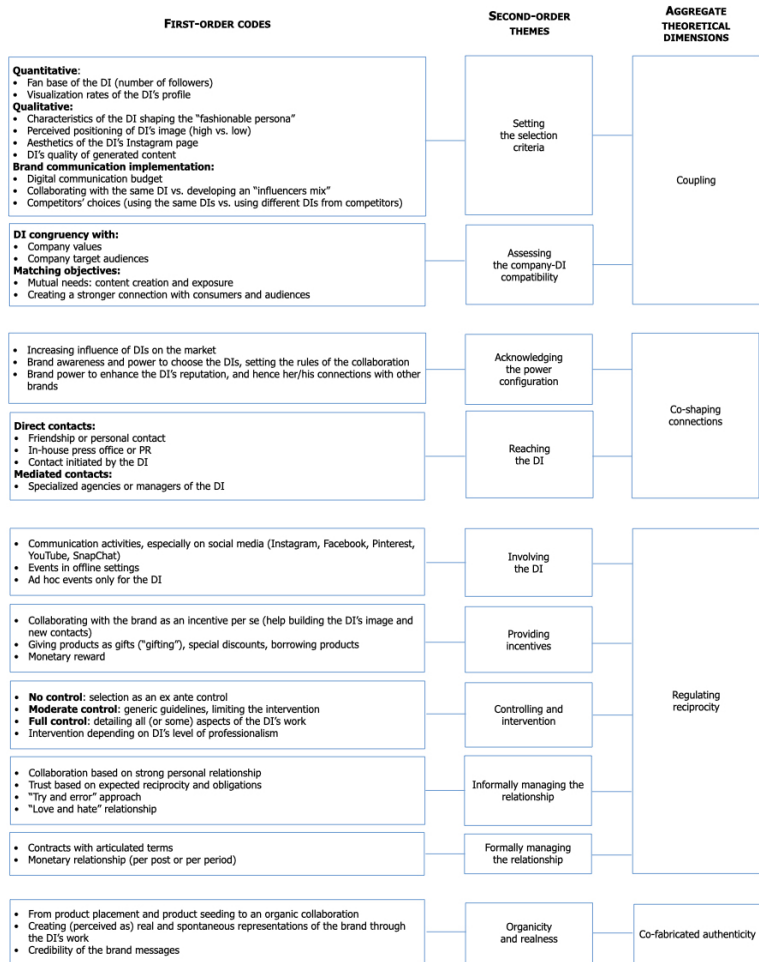 FIRST-ORDER CODES
SECOND-ORDER
THEMES
AGGREGATE
THEORETICAL
DIMENSIONS
Quantitative:
• Fan base of the DI (number of followers)
• Visualization rates of the DI's profile
Qualitative:
• Characteristics of the DI shaping the "fashionable persona"
• Perceived positioning of DI's image (high vs. low)
• Aesthetics of the DI's Instagram page
• DI's quality of generated content
Brand communication implementation:
• Digital communication budget
• Collaborating with the same DI vs. developing an "influencers mix"
• Competitors' choices (using the same DIs vs. using different DIs from competitors)
Setting
the selection
criteria
Coupling
DI congruency with:
• Company values
• Company target audiences
Matching objectives:
• Mutual needs: content creation and exposure
• Creating a stronger connection with consumers and audiences
Assessing
the company-DI
compatibility
• Increasing influence of DIs on the market
• Brand awareness and power to choose the DIs, setting the rules of the collaboration
• Brand power to enhance the DI's reputation, and hence her/his connections with other
brands
Acknowledging
the power
configuration
Co-shaping
connections
Direct contacts:
• Friendship or personal contact
• In-house press office or PR
• Contact initiated by the DI
Mediated contacts:
• Specialized agencies or managers of the DI
Reaching
the DI
• Communication activities, especially on social media (Instagram, Facebook, Pinterest,
YouTube, SnapChat)
• Events in offline settings
• Ad hoc events only for the DI
Involving
the DI
• Collaborating with the brand as an incentive per se (help building the DI's image and
new contacts)
• Giving products as gifts ("gifting"), special discounts, borrowing products
• Monetary reward
Providing
incentives
Regulating
reciprocity
• No control: selection as an ex ante control
• Moderate control: generic guidelines, limiting the intervention
• Full control: detailing all (or some) aspects of the DI's work
• Intervention depending on DI's level of professionalism
Controlling and
intervention
• Collaboration based on strong personal relationship
• Trust based on expected reciprocity and obligations
• "Try and error" approach
• "Love and hate" relationship
Informally managing the
relationship
• Contracts with articulated terms
• Monetary relationship (per post or per period)
Formally managing
the relationship
• From product placement and product seeding to an organic collaboration
• Creating (perceived as) real and spontaneous representations of the brand through
the DI's work
• Credibility of the brand messages
Organicity
and realness
Co-fabricated authenticity